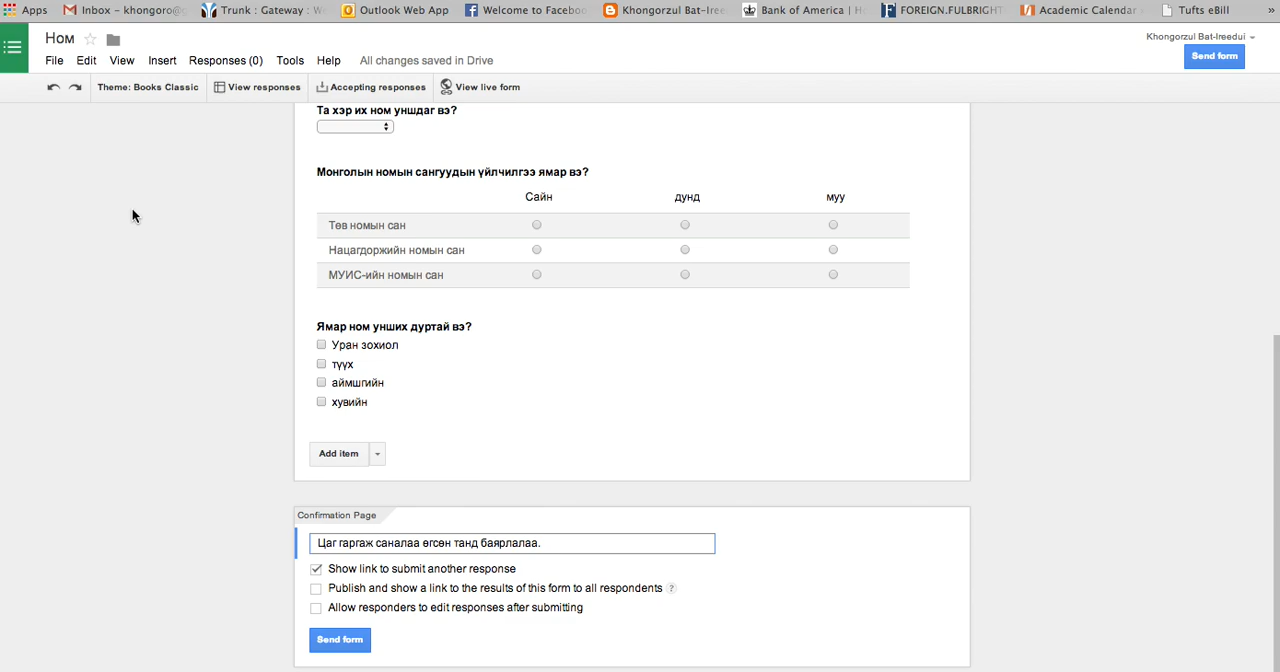 Apps Inbox – khongoro@g Trunk : Gateway : W Outlook Web App Welcome to Faceboo Khongorzul Bat-Iree Bank of America | H FOREIGN.FULBRIGHT Academic Calendar Tufts eBill »
Ном
Khongorzul Bat-Ireedui
File Edit View Insert Responses (0) Tools Help All changes saved in Drive
Send form
Theme: Books Classic View responses Accepting responses View live form
Та хэр их ном уншдаг вэ?
Монголын номын сангуудын үйлчилгээ ямар вэ?
Сайн дунд муу
Төв номын сан
Нацагдоржийн номын сан
МУИС-ийн номын сан
Ямар ном унших дуртай вэ?
Уран зохиол
түүх
аймшгийн
хувийн
Add item
Confirmation Page
Цаг гаргаж саналаа өгсөн танд баярлалаа.
Show link to submit another response
Publish and show a link to the results of this form to all respondents ?
Allow responders to edit responses after submitting
Send form